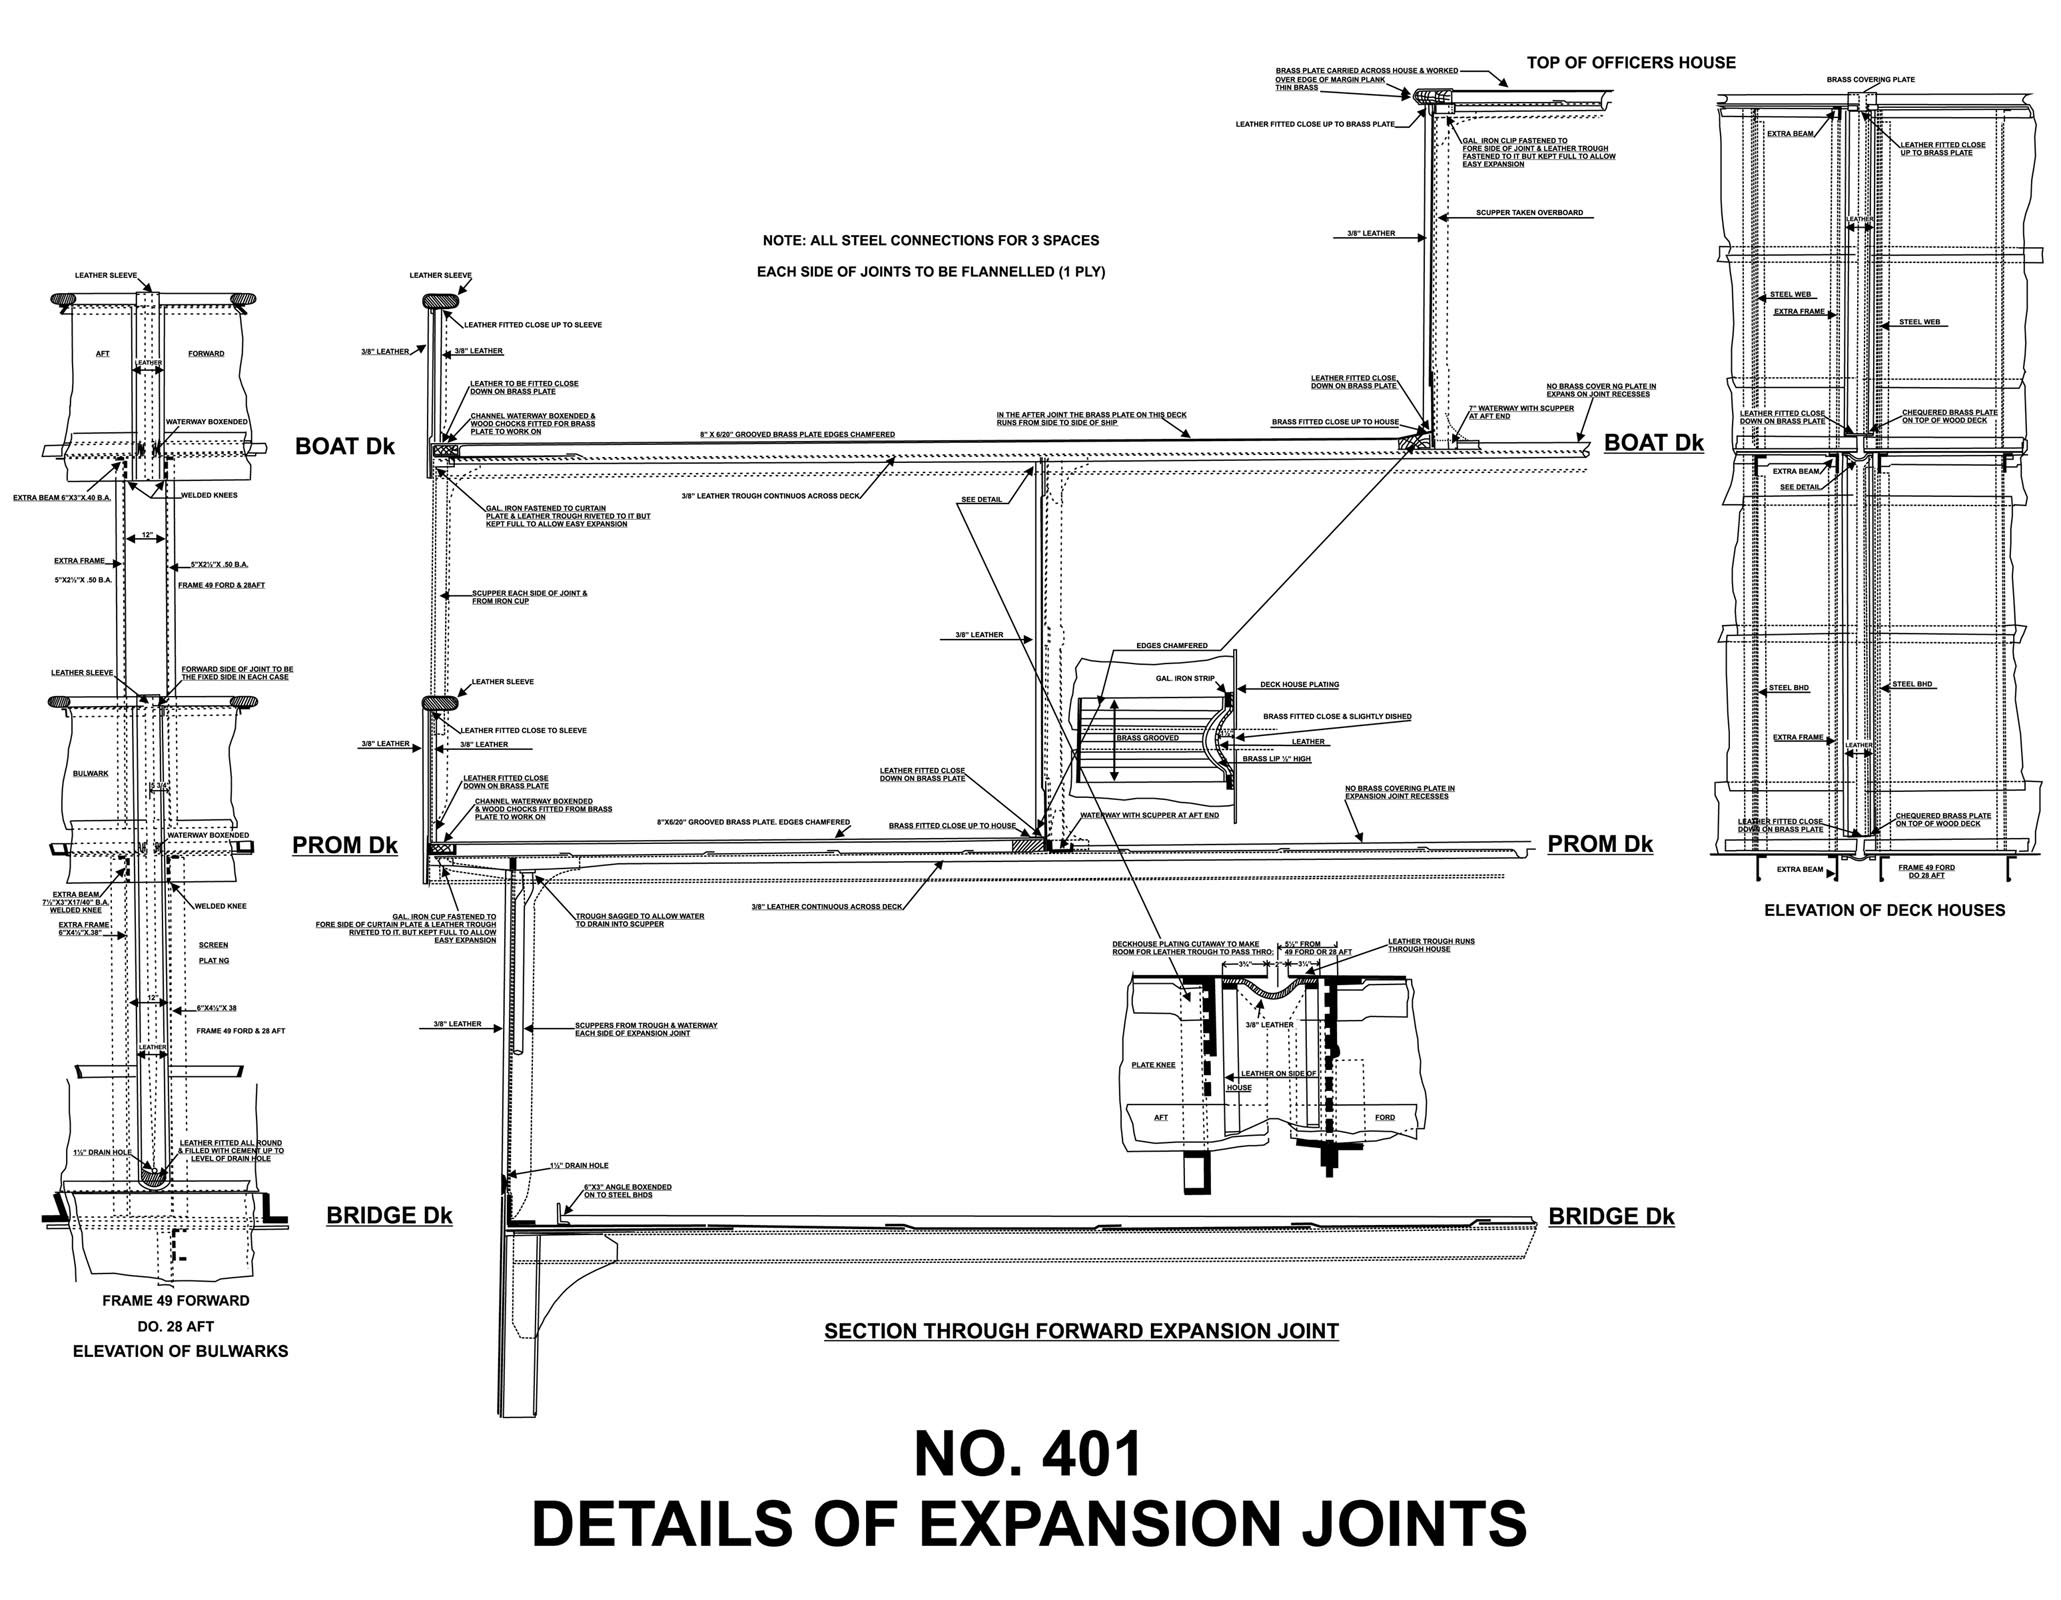 TOP OF OFFICERS HOUSE
BRASS PLATE CARRIED ACROSS HOUSE & WORKED
OVER EDGE OF MARGIN PLANK
THIN BRASS
LEATHER FITTED CLOSE UP TO BRASS PLATE
GAL. IRON CLIP FASTENED TO
FORE SIDE OF JOINT & LEATHER TROUGH
FASTENED TO IT BUT KEPT FULL TO ALLOW
EASY EXPANSION
SCUPPER TAKEN OVERBOARD
3/8" LEATHER
NOTE: ALL STEEL CONNECTIONS FOR 3 SPACES
EACH SIDE OF JOINTS TO BE FLANNELLED (1 PLY)
LEATHER SLEEVE
AFT
FORWARD
LEATHER
WATERWAY BOXENDED
EXTRA BEAM 6"X3"X.40 B.A.
WELDED KNEES
12"
EXTRA FRAME
5"X2½"X .50 B.A.
5"X2½"X .50 B.A.
FRAME 49 FORD & 28AFT
LEATHER SLEEVE
FORWARD SIDE OF JOINT TO BE
THE FIXED SIDE IN EACH CASE
BULWARK
5 3/4"
WATERWAY BOXENDED
EXTRA BEAM
7½"X3"X17/40" B.A.
WELDED KNEE
WELDED KNEE
EXTRA FRAME
6"X4½"X.38"
SCREEN
PLAT NG
12"
6"X4½"X 38
FRAME 49 FORD & 28 AFT
LEATHER
LEATHER FITTED ALL ROUND
& FILLED WITH CEMENT UP TO
LEVEL OF DRAIN HOLE
1½" DRAIN HOLE
FRAME 49 FORWARD
DO. 28 AFT
ELEVATION OF BULWARKS
LEATHER SLEEVE
LEATHER FITTED CLOSE UP TO SLEEVE
3/8" LEATHER
3/8" LEATHER
LEATHER TO BE FITTED CLOSE
DOWN ON BRASS PLATE
CHANNEL WATERWAY BOXENDED &
WOOD CHOCKS FITTED FOR BRASS
PLATE TO WORK ON
8" X 6/20" GROOVED BRASS PLATE EDGES CHAMFERED
IN THE AFTER JOINT THE BRASS PLATE ON THIS DECK
RUNS FROM SIDE TO SIDE OF SHIP
LEATHER FITTED CLOSE
DOWN ON BRASS PLATE
BRASS FITTED CLOSE UP TO HOUSE
7" WATERWAY WITH SCUPPER
AT AFT END
NO BRASS COVER NG PLATE IN
EXPANS ON JOINT RECESSES
BOAT Dk
BOAT Dk
GAL. IRON FASTENED TO CURTAIN
PLATE & LEATHER TROUGH RIVETED TO IT BUT
KEPT FULL TO ALLOW EASY EXPANSION
3/8" LEATHER TROUGH CONTINUOS ACROSS DECK
SEE DETAIL
SCUPPER EACH SIDE OF JOINT &
FROM IRON CUP
3/8" LEATHER
EDGES CHAMFERED
GAL. IRON STRIP
DECK HOUSE PLATING
BRASS FITTED CLOSE & SLIGHTLY DISHED
BRASS GROOVED
1½"
LEATHER
BRASS LIP ½" HIGH
LEATHER SLEEVE
LEATHER FITTED CLOSE TO SLEEVE
3/8" LEATHER
3/8" LEATHER
LEATHER FITTED CLOSE
DOWN ON BRASS PLATE
CHANNEL WATERWAY BOXENDED
& WOOD CHOCKS FITTED FROM BRASS
PLATE TO WORK ON
8"X6/20" GROOVED BRASS PLATE. EDGES CHAMFERED
LEATHER FITTED CLOSE
DOWN ON BRASS PLATE
BRASS FITTED CLOSE UP TO HOUSE
WATERWAY WITH SCUPPER AT AFT END
NO BRASS COVERING PLATE IN
EXPANSION JOINT RECESSES
PROM Dk
PROM Dk
GAL. IRON CUP FASTENED TO
FORE SIDE OF CURTAIN PLATE & LEATHER TROUGH
RIVETED TO IT. BUT KEPT FULL TO ALLOW
EASY EXPANSION
TROUGH SAGGED TO ALLOW WATER
TO DRAIN INTO SCUPPER
3/8" LEATHER CONTINUOUS ACROSS DECK
3/8" LEATHER
SCUPPERS FROM TROUGH & WATERWAY
EACH SIDE OF EXPANSION JOINT
1½" DRAIN HOLE
6"X3" ANGLE BOXENDED
ON TO STEEL BHDS
DECKHOUSE PLATING CUTAWAY TO MAKE
ROOM FOR LEATHER TROUGH TO PASS THRO:
5½" FROM
49 FORD OR 28 AFT
LEATHER TROUGH RUNS
THROUGH HOUSE
3¾"
2"
3¼"
3/8" LEATHER
PLATE KNEE
LEATHER ON SIDE OF
HOUSE
AFT
FORD
BRIDGE Dk
BRIDGE Dk
SECTION THROUGH FORWARD EXPANSION JOINT
BRASS COVERING PLATE
EXTRA BEAM
LEATHER FITTED CLOSE
UP TO BRASS PLATE
LEATHER
STEEL WEB
EXTRA FRAME
STEEL WEB
LEATHER FITTED CLOSE
DOWN ON BRASS PLATE
CHEQUERED BRASS PLATE
ON TOP OF WOOD DECK
EXTRA BEAM
SEE DETAIL
STEEL BHD
STEEL BHD
EXTRA FRAME
LEATHER
LEATHER FITTED CLOSE
DOWN ON BRASS PLATE
CHEQUERED BRASS PLATE
ON TOP OF WOOD DECK
EXTRA BEAM
FRAME 49 FORD
DO 28 AFT
ELEVATION OF DECK HOUSES
NO. 401
DETAILS OF EXPANSION JOINTS